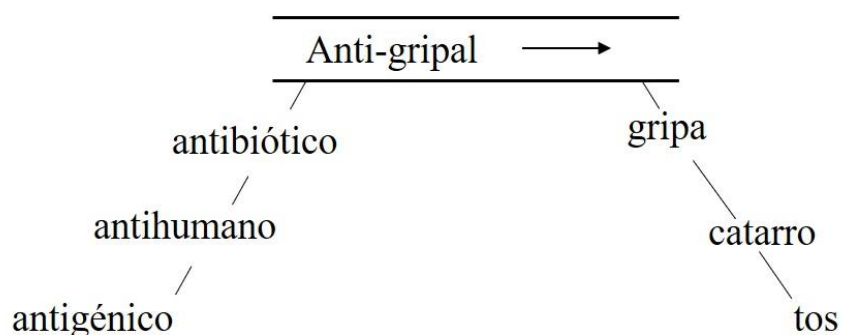 Anti-gripal
antibiótico
gripa
antihumano
catarro
antigénico
tos